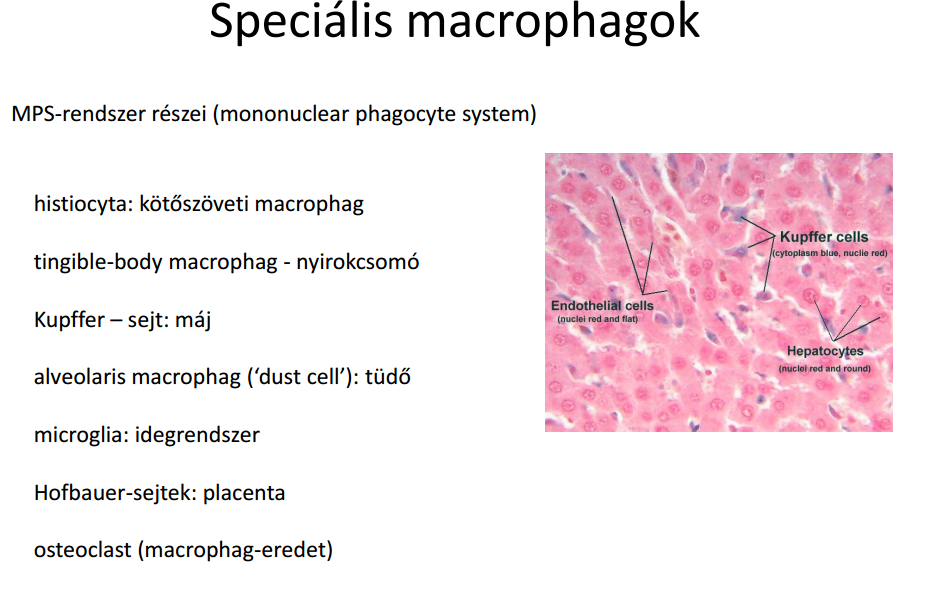 Speciális macrophagok
MPS-rendszer részei (mononuclear phagocyte system)
histiocyta: kötőszöveti macrophag
tingible-body macrophag - nyirokcsomó
Kupffer – sejt: máj
alveolaris macrophag (‘dust cell’): tüdő
microglia: idegrendszer
Hofbauer-sejtek: placenta
osteoclast (macrophag-eredet)
Kupffer cells
(cytoplasm blue, nuclie red)
Endothelial cells
(nuclei red and flat)
Hepatocytes
(nuclei red and round)